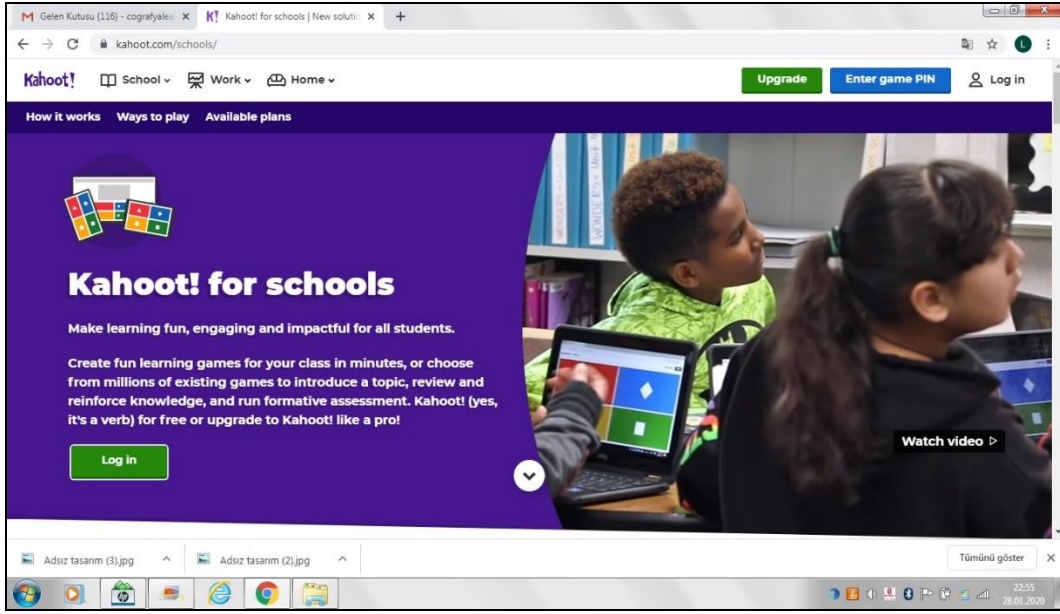 Gelen Kutusu (116) - cografyale
Kahoot! for schools | New soluti
kahoot.com/schools/
L
Kahoot!
School
Work
Home
Upgrade
Enter game PIN
Log in
How it works
Ways to play
Available plans
Kahoot! for schools
Make learning fun, engaging and impactful for all students.
Create fun learning games for your class in minutes, or choose
from millions of existing games to introduce a topic, review and
reinforce knowledge, and run formative assessment. Kahoot! (yes,
it's a verb) for free or upgrade to Kahoot! like a pro!
Log in
WONDERS - Unit
Watch video
Adsız tasarım (3).jpg
Adsız tasarım (2).jpg
Tümünü göster
22:55
28.01.2020